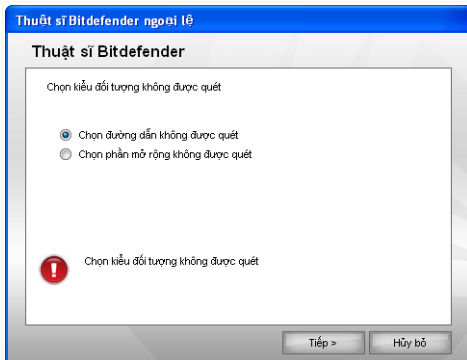 Thuật sĩ Bitdefender ngoại lệ
Thuật sí Bitdefender
Chọn kiểu đối tượng không được quét
Chọn đường dẫn không được quét
Chọn phần mở rộng không được quét
Chọn kiểu đối tượng không được quét
Tiếp >
Hủy bỏ